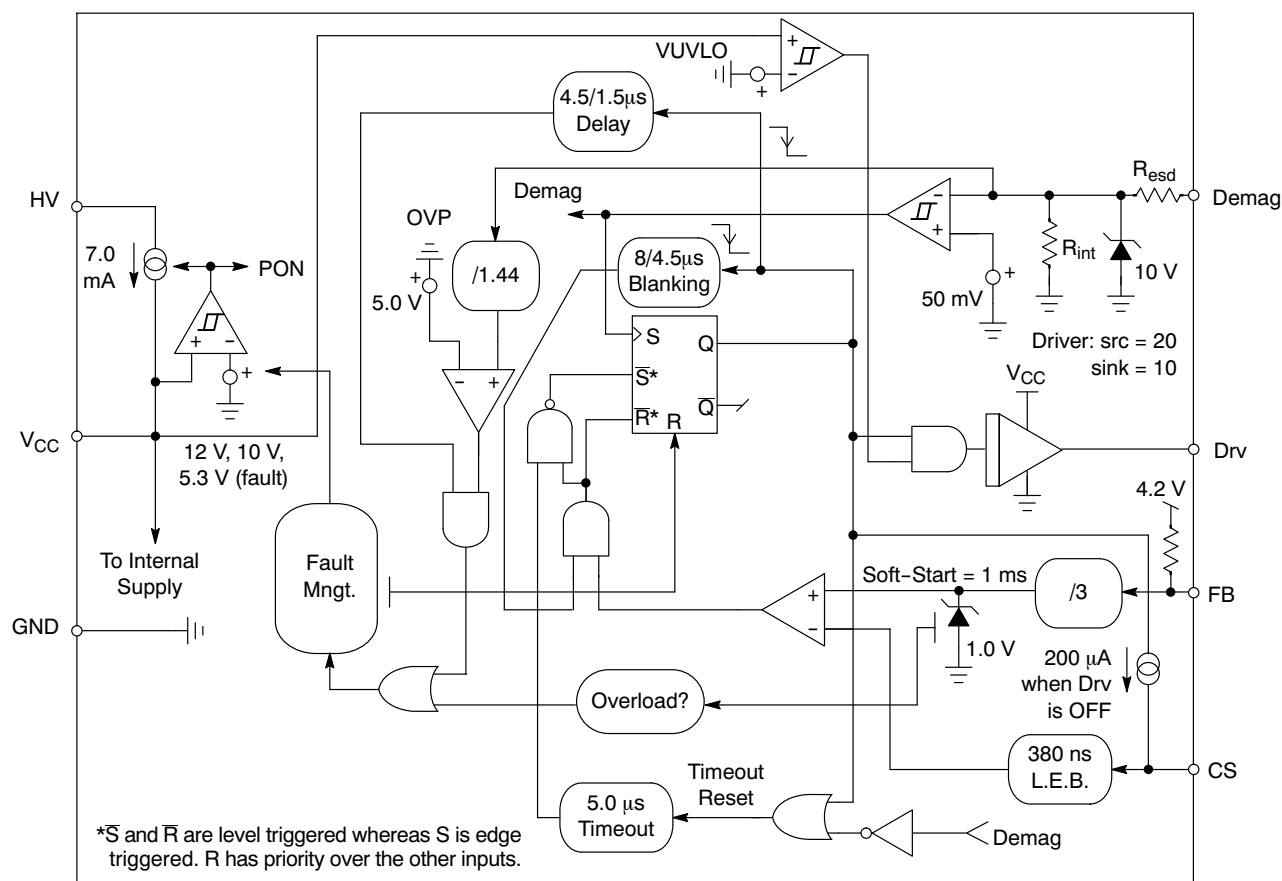 VUVLO
+
−
+
4.5/1.5μs
Delay
HV
Demag
OVP
+
5.0 V
/1.44
−
+
Resd
Demag
7.0
mA
PON
8/4.5μs
Blanking
Rint
10 V
50 mV
+
+
−
+
S
Q
S*
Q
R*
R
−
+
Driver: src = 20
sink = 10
VCC
VCC
12 V, 10 V,
5.3 V (fault)
Drv
4.2 V
To Internal
Supply
Fault
Mngt.
Soft−Start = 1 ms
+
−
/3
FB
GND
1.0 V
200 μA
when Drv
is OFF
Overload?
380 ns
L.E.B.
CS
Timeout
Reset
5.0 μs
Timeout
Demag
*S̅ and R̅ are level triggered whereas S is edge
triggered. R has priority over the other inputs.